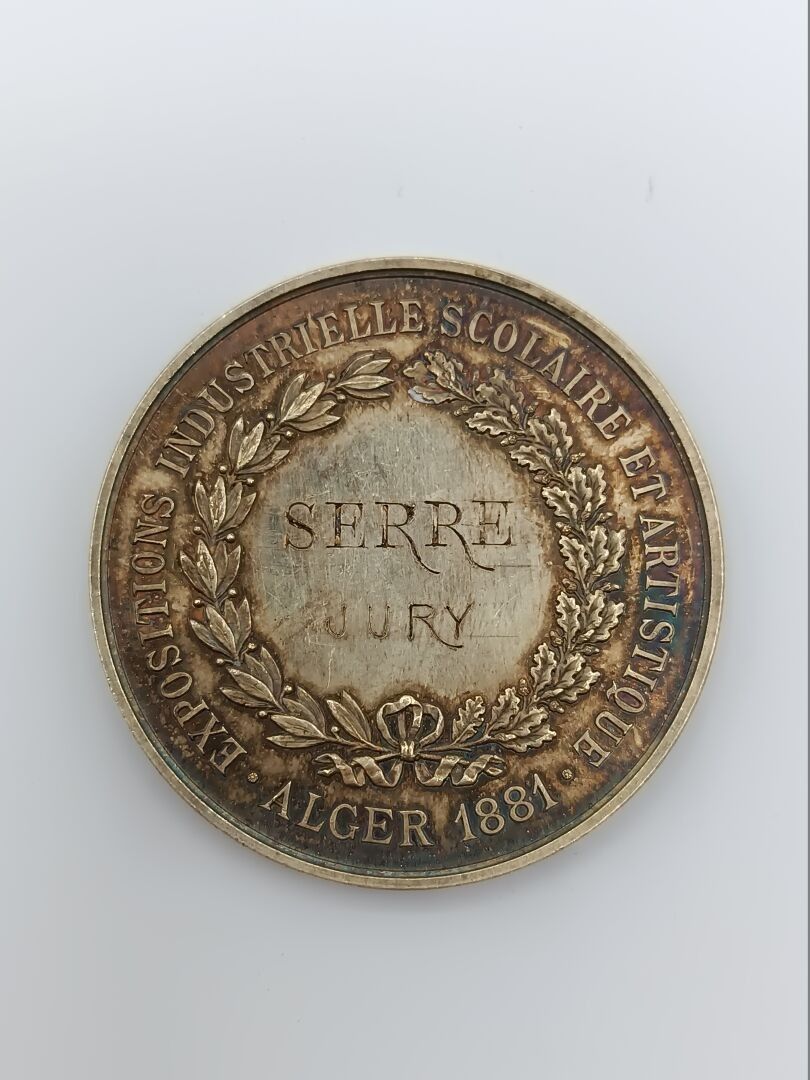 EXPOSITIONS INDUSTRIELLE SCOLAIRE ET ARTISTIQUE
SERRE
JURY
· ALGER 1881 ·